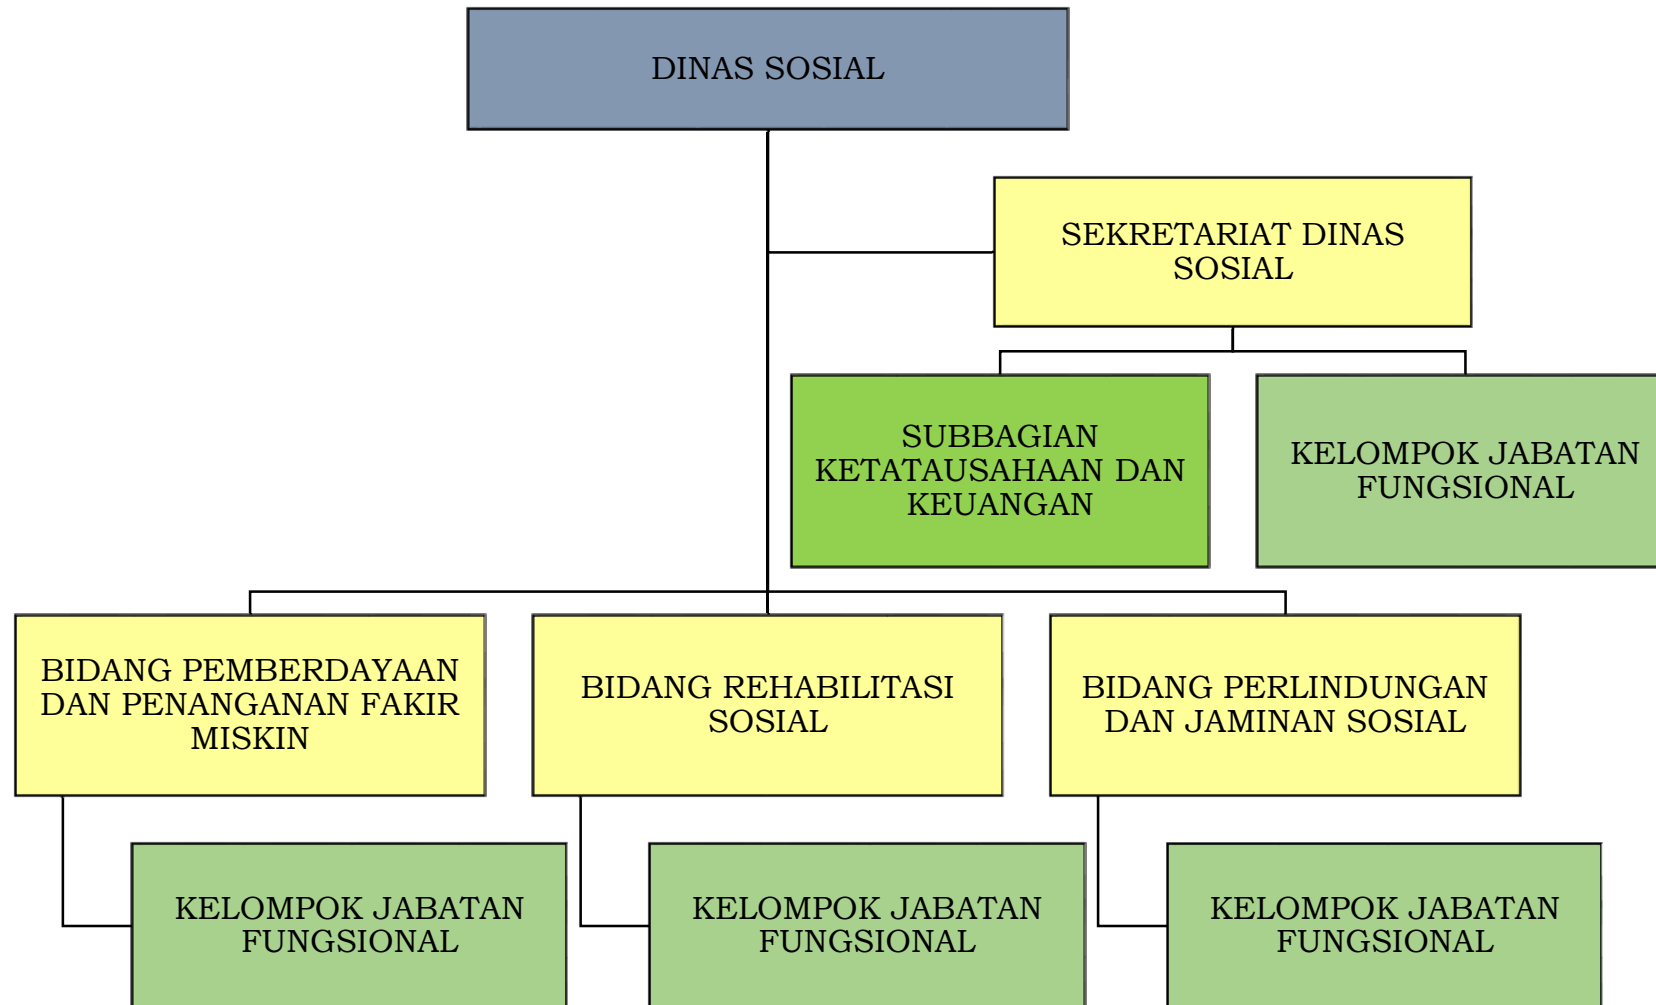 DINAS SOSIAL
SEKRETARIAT DINAS
SOSIAL
SUBBAGIAN
KETATAUSAHAAN DAN
KEUANGAN
KELOMPOK JABATAN
FUNGSIONAL
BIDANG PEMBERDAYAAN
DAN PENANGANAN FAKIR
MISKIN
BIDANG REHABILITASI
SOSIAL
BIDANG PERLINDUNGAN
DAN JAMINAN SOSIAL
KELOMPOK JABATAN
FUNGSIONAL
KELOMPOK JABATAN
FUNGSIONAL
KELOMPOK JABATAN
FUNGSIONAL